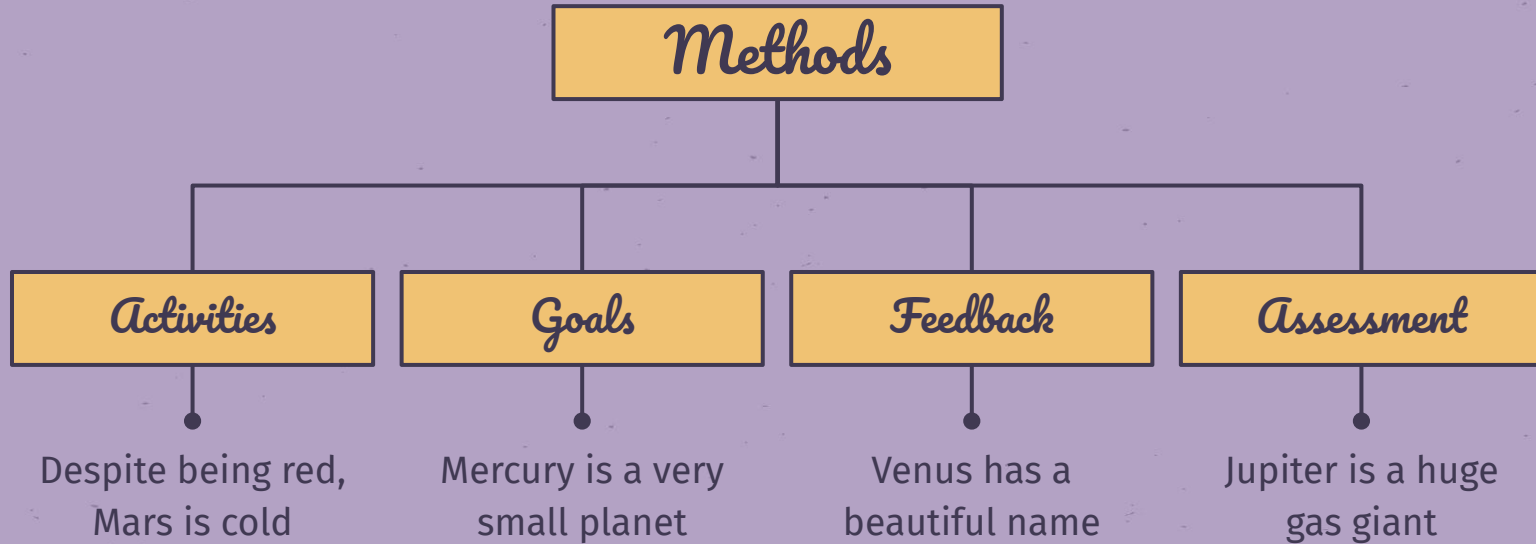 Methods
Activities
Goals
Feedback
Assessment
Despite being red,
Mars is cold
Mercury is a very
small planet
Venus has a
beautiful name
Jupiter is a huge
gas giant